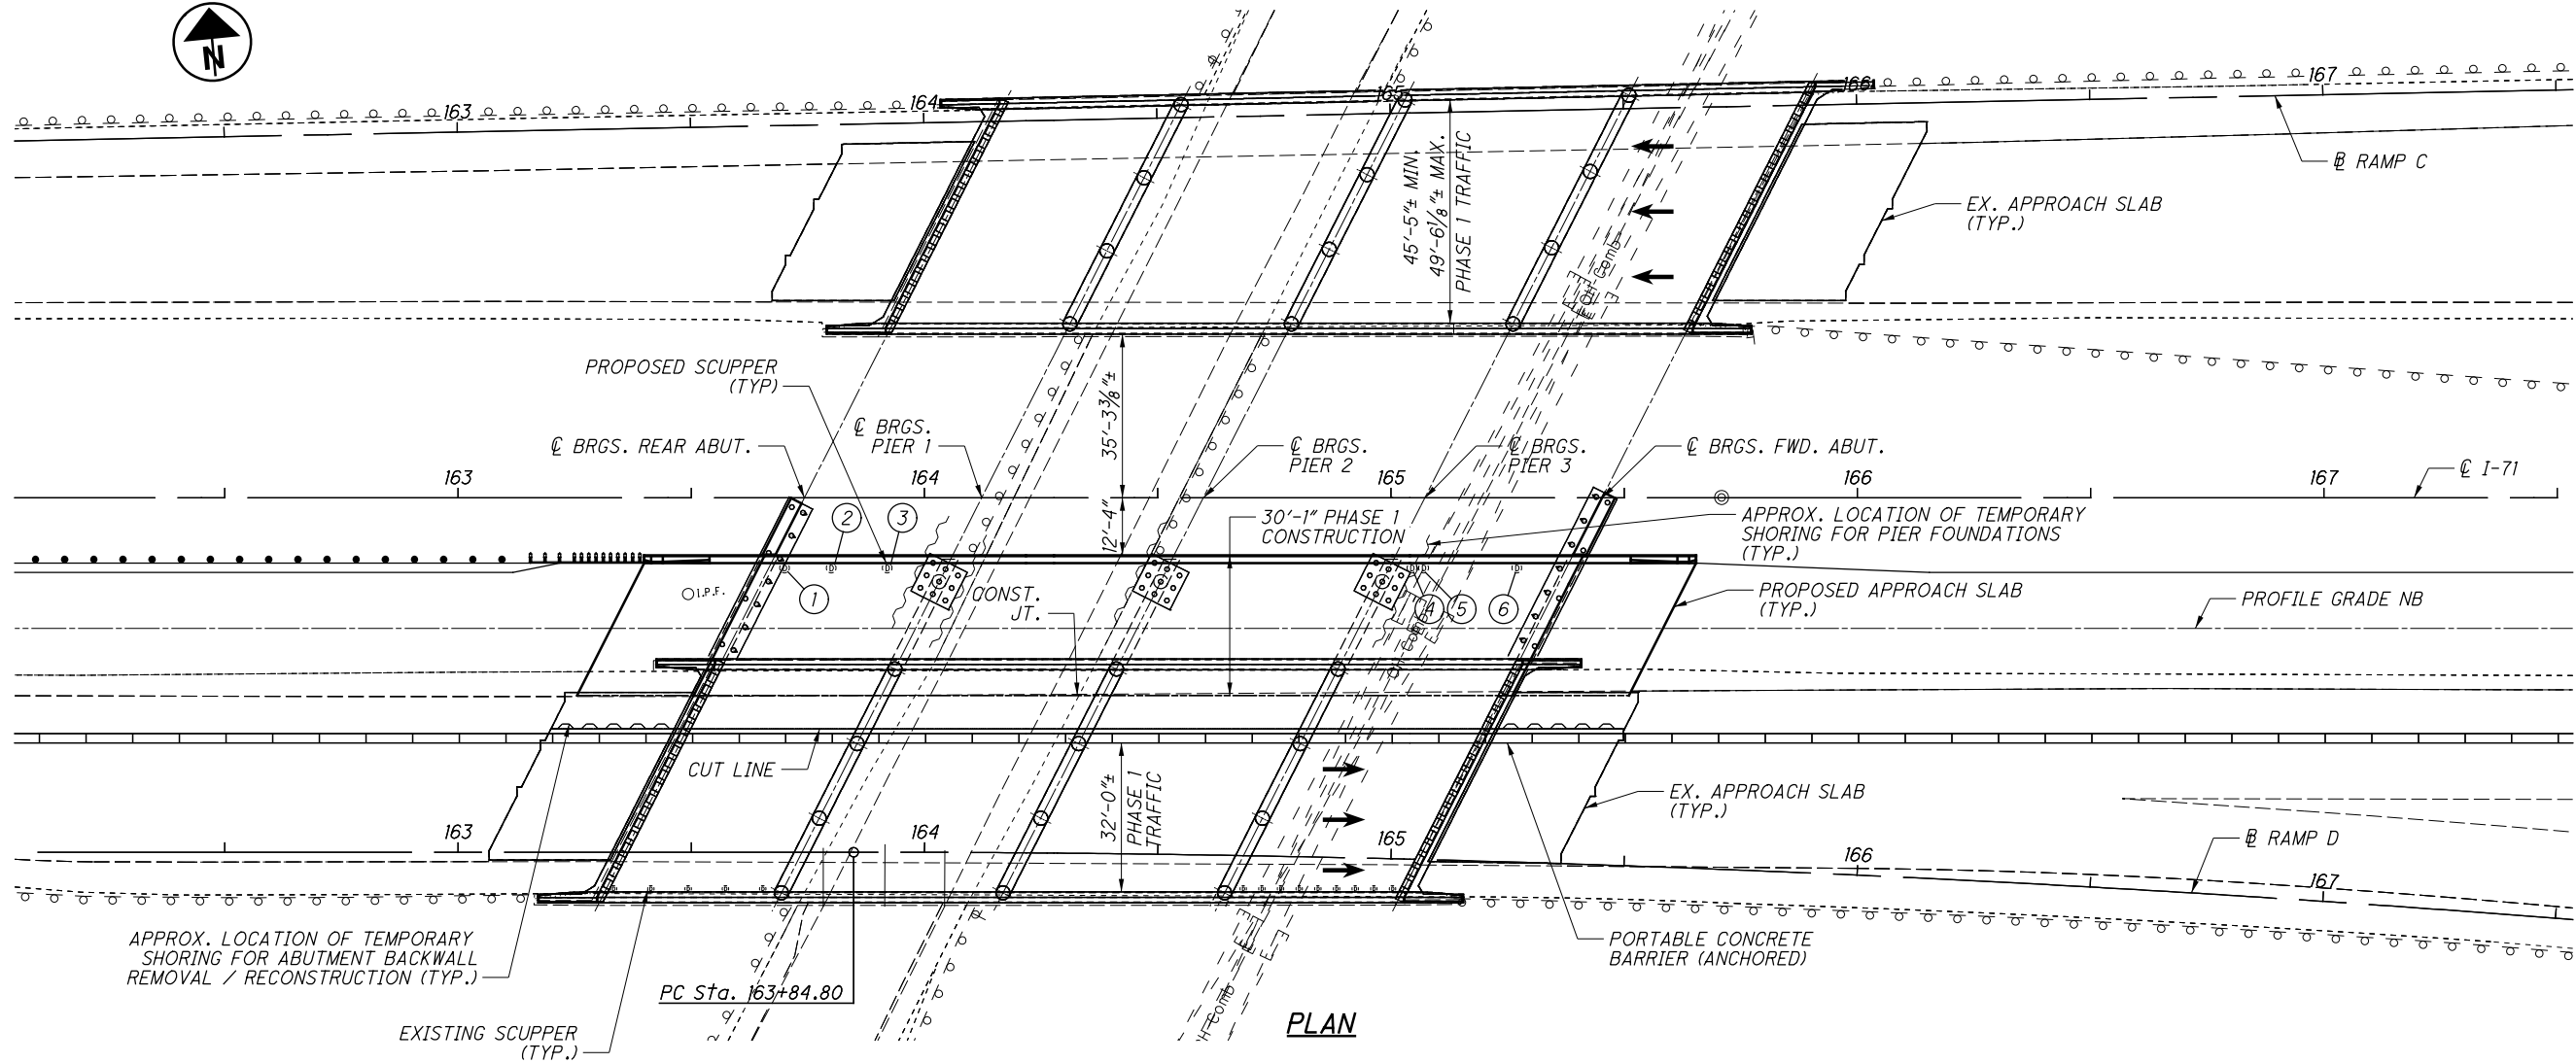 N
163
164
165
166
167
℄ RAMP C
EX. APPROACH SLAB
(TYP.)
45'-5"± MIN.
49'-6⅛"± MAX.
PHASE 1 TRAFFIC
OH Comb
E
E
E
PROPOSED SCUPPER
(TYP)
35'-3⅜"±
℄ BRGS. REAR ABUT.
℄ BRGS.
PIER 1
℄ BRGS.
PIER 2
℄ BRGS.
PIER 3
℄ BRGS. FWD. ABUT.
163
164
165
166
167
℄ I-71
12'-4"
30'-1" PHASE 1
CONSTRUCTION
APPROX. LOCATION OF TEMPORARY
SHORING FOR PIER FOUNDATIONS
(TYP.)
1
2
3
4
5
6
I.P.F.
CONST.
JT.
PROPOSED APPROACH SLAB
(TYP.)
PROFILE GRADE NB
CUT LINE
32'-0"±
PHASE 1
TRAFFIC
EX. APPROACH SLAB
(TYP.)
163
164
165
166
167
℄ RAMP D
APPROX. LOCATION OF TEMPORARY
SHORING FOR ABUTMENT BACKWALL
REMOVAL / RECONSTRUCTION (TYP.)
PORTABLE CONCRETE
BARRIER (ANCHORED)
PC Sta. 163+84.80
EXISTING SCUPPER
(TYP.)
PLAN